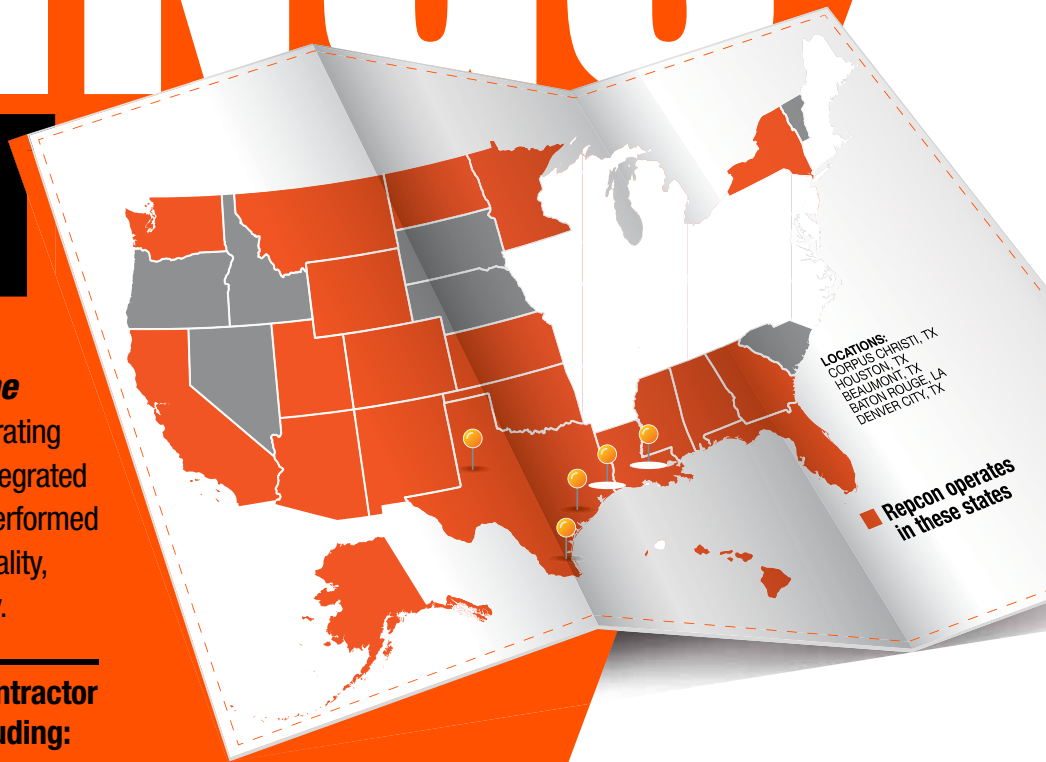 rating
egrated
erformed
ality,
ntractor
uding:
LOCATIONS:
CORPUS CHRISTI, TX
HOUSTON, TX
BEAUMONT, TX
BATON ROUGE, LA
DENVER CITY, TX
Repcon operates
in these states